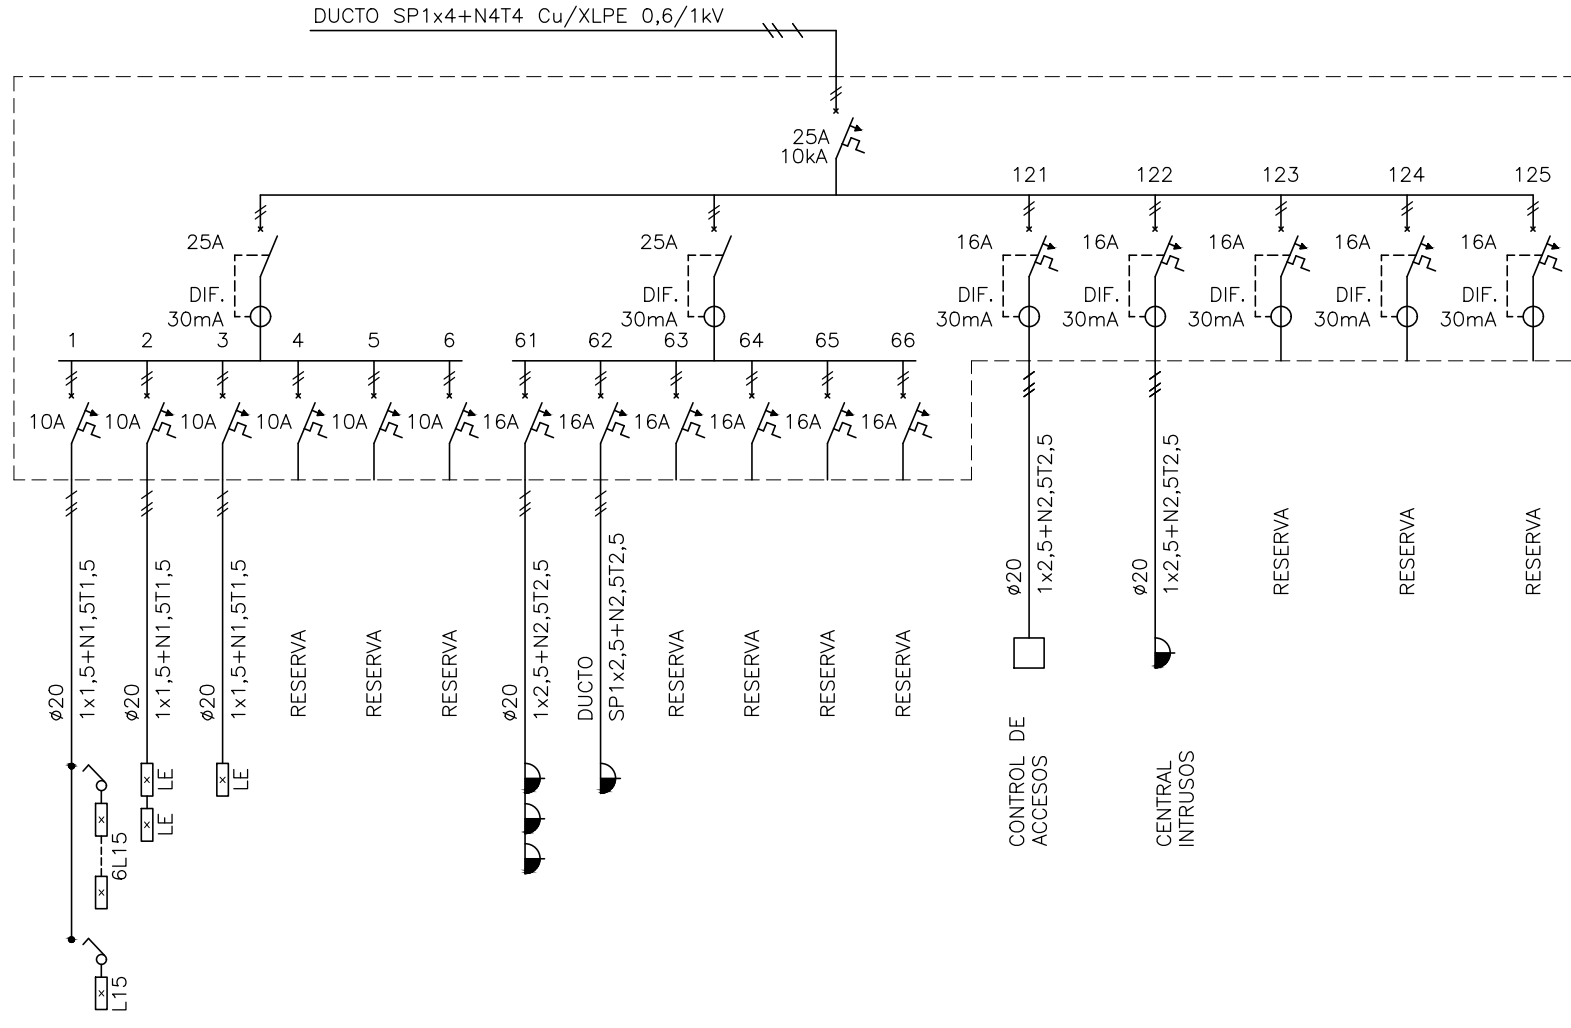 DUCTO SP1x4+N4T4 Cu/XLPE 0,6/1kV
25A
10kA
121
122
123
124
125
25A
25A
16A
16A
16A
16A
16A
DIF.
30mA
DIF.
30mA
DIF.
30mA
DIF.
30mA
DIF.
30mA
DIF.
30mA
DIF.
30mA
1
2
3
4
5
6
61
62
63
64
65
66
10A
10A
10A
10A
10A
10A
16A
16A
16A
16A
16A
16A
ø20
1x1,5+N1,5T1,5
ø20
1x1,5+N1,5T1,5
ø20
1x1,5+N1,5T1,5
RESERVA
RESERVA
RESERVA
ø20
1x2,5+N2,5T2,5
DUCTO
SP1x2,5+N2,5T2,5
RESERVA
RESERVA
RESERVA
RESERVA
ø20
1x2,5+N2,5T2,5
ø20
1x2,5+N2,5T2,5
RESERVA
RESERVA
RESERVA
LE
LE
LE
6L15
L15
CONTROL DE
ACCESOS
CENTRAL
INTRUSOS